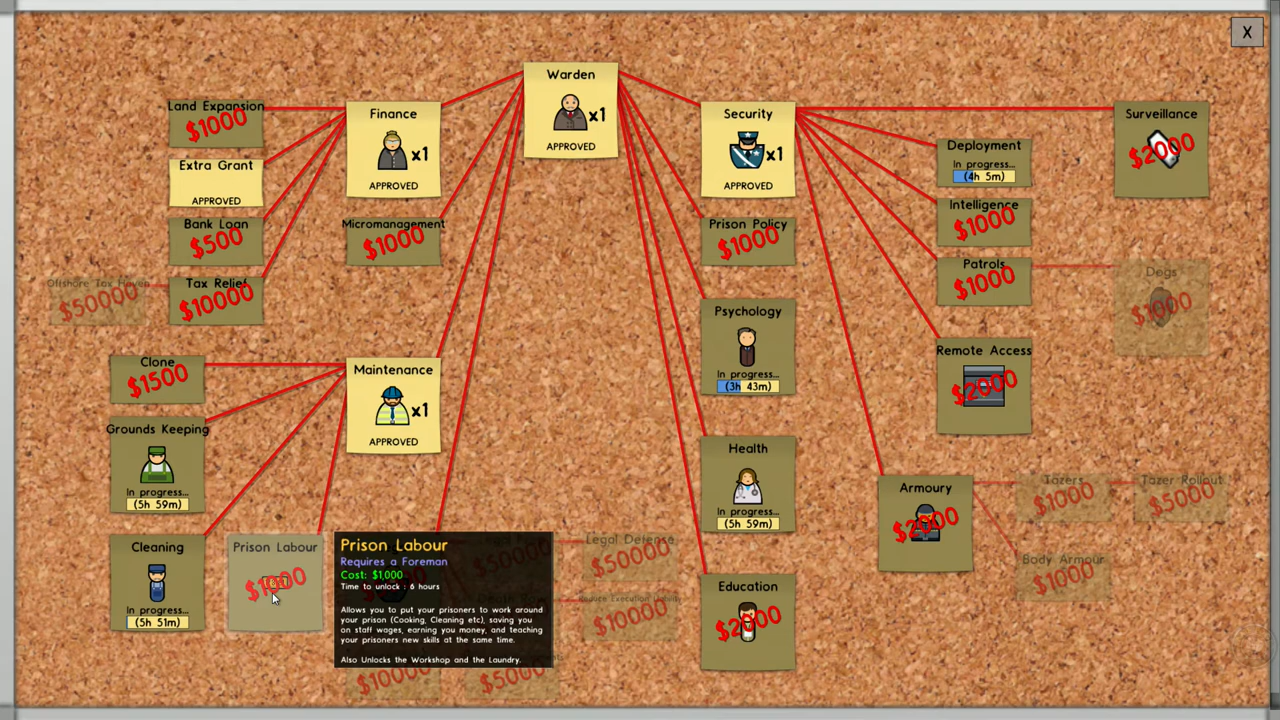 X
Warden
x1
APPROVED
Land Expansion
$1000
Finance
x1
APPROVED
Security
x1
APPROVED
Surveillance
$2000
Extra Grant
APPROVED
Deployment
In progress...
(4h 5m)
Bank Loan
$500
Micromanagement
$1000
Prison Policy
$1000
Intelligence
$1000
Offshore Tax Haven
$50000
Tax Relief
$10000
Patrols
$1000
Dogs
$1000
Psychology
In progress...
(3h 43m)
Remote Access
$2000
Clone
$1500
Maintenance
x1
APPROVED
Grounds Keeping
In progress...
(5h 59m)
Health
In progress...
(5h 59m)
Armoury
$2000
Tazers
$1000
Tazer Rollout
$5000
Body Armour
$1000
Cleaning
In progress...
(5h 51m)
Prison Labour
$1000
Prison Labour
Requires a Foreman
Cost: $1,000
Time to unlock : 6 hours
Allows you to put your prisoners to work around
your prison (Cooking, Cleaning etc), saving you
on staff wages, earning you money, and teaching
your prisoners new skills at the same time.
Also Unlocks the Workshop and the Laundry.
Legal Defense
$50000
Reduce Execution Liability
$10000
Education
$2000
$10000
$5000